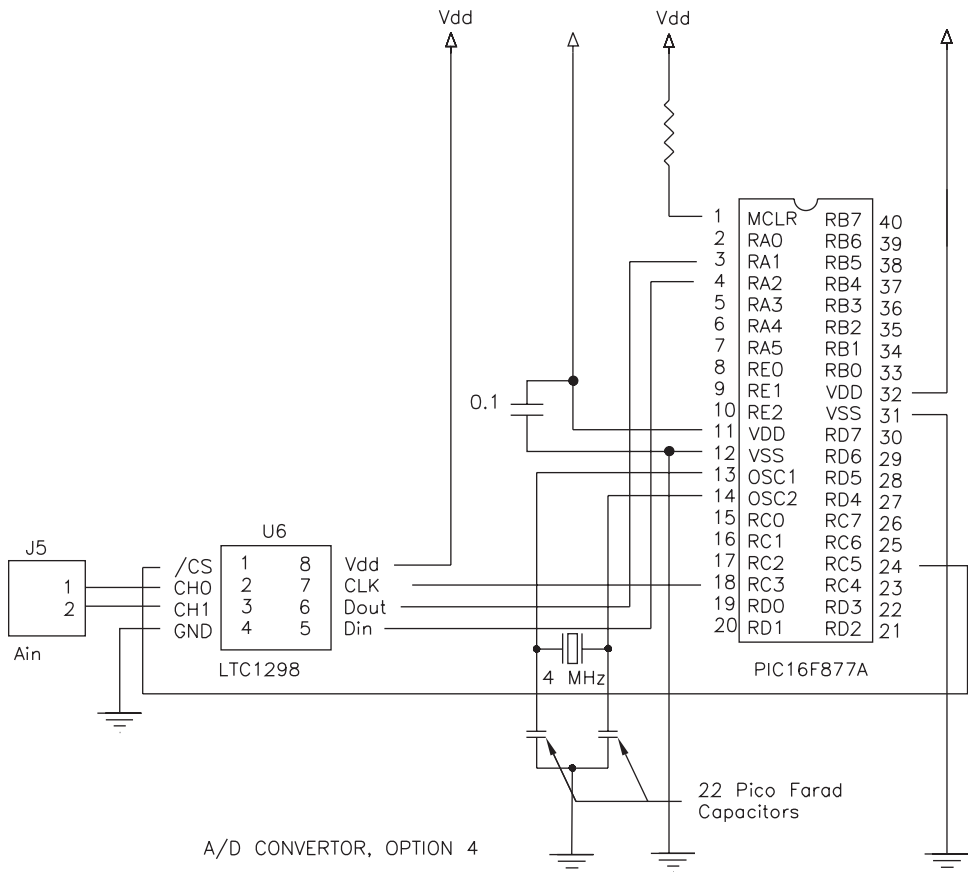 Vdd
Vdd
1 MCLR RB7 40
2 RA0 RB6 39
3 RA1 RB5 38
4 RA2 RB4 37
5 RA3 RB3 36
6 RA4 RB2 35
7 RA5 RB1 34
8 RE0 RB0 33
9 RE1 VDD 32
10 RE2 VSS 31
11 VDD RD7 30
12 VSS RD6 29
13 OSC1 RD5 28
14 OSC2 RD4 27
15 RC0 RC7 26
16 RC1 RC6 25
17 RC2 RC5 24
18 RC3 RC4 23
19 RD0 RD3 22
20 RD1 RD2 21
PIC16F877A
0.1
J5
1
2
Ain
U6
/CS 1 8 Vdd
CH0 2 7 CLK
CH1 3 6 Dout
GND 4 5 Din
LTC1298
4 MHz
22 Pico Farad
Capacitors
A/D CONVERTOR, OPTION 4